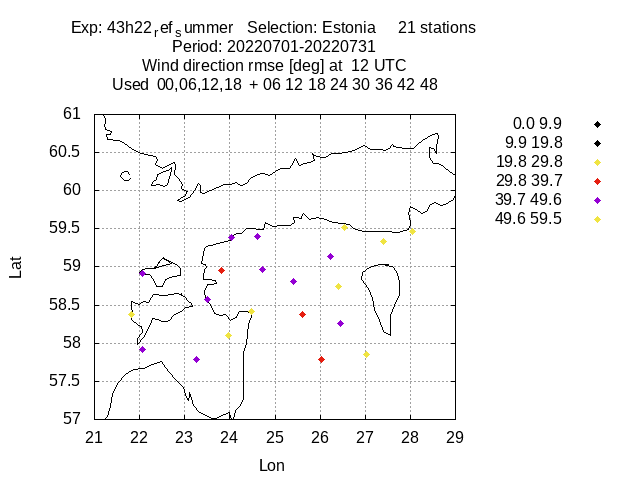 Exp: 43h22refsummer Selection: Estonia 21 stations
Period: 20220701-20220731
Wind direction rmse [deg] at 12 UTC
Used 00,06,12,18 + 06 12 18 24 30 36 42 48
61
60.5
60
59.5
59
58.5
58
57.5
57
Lat
21 22 23 24 25 26 27 28 29
Lon
0.0 9.9
9.9 19.8
19.8 29.8
29.8 39.7
39.7 49.6
49.6 59.5